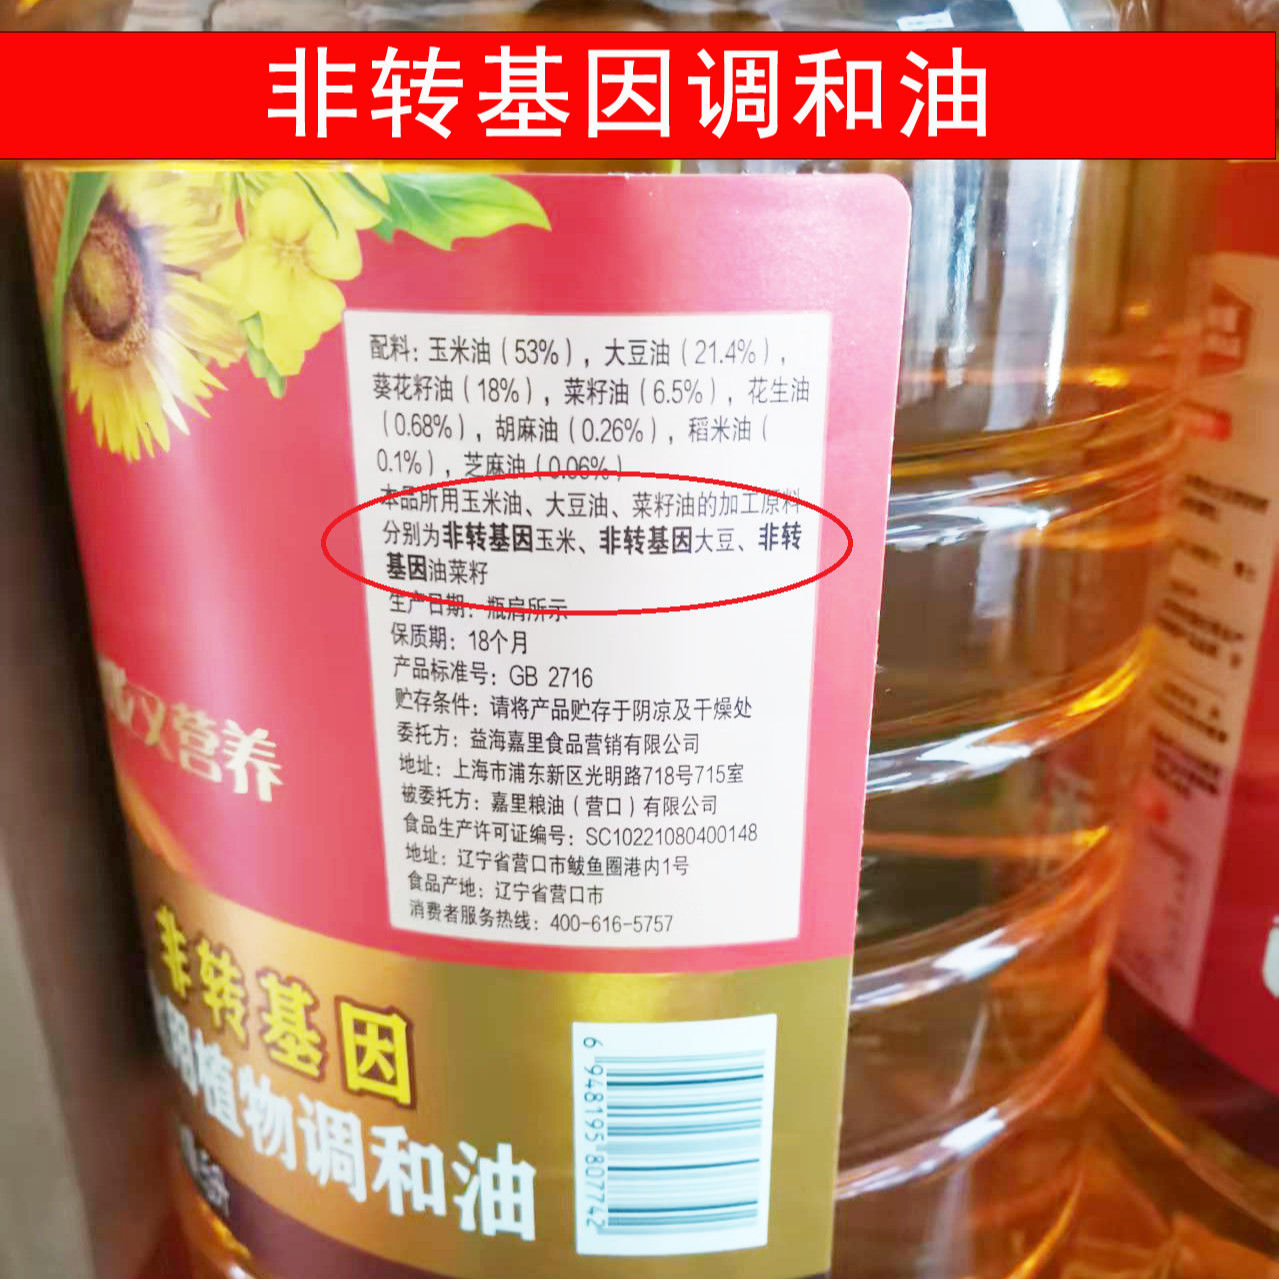 非转基因调和油
配料：玉米油（53%），大豆油（21.4%），
葵花籽油（18%），菜籽油（6.5%），花生油
（0.68%），胡麻油（0.26%），稻米油（
0.1%），芝麻油（0.06%）
本品所用玉米油、大豆油、菜籽油的加工原料
分别为非转基因玉米、非转基因大豆、非转
基因油菜籽
生产日期：瓶肩所示
保质期：18个月
产品标准号：GB 2716
贮存条件：请将产品贮存于阴凉及干燥处
委托方：益海嘉里食品营销有限公司
地址：上海市浦东新区光明路718号715室
被委托方：嘉里粮油（营口）有限公司
食品生产许可证编号：SC10221080400148
地址：辽宁省营口市鲅鱼圈港内1号
食品产地：辽宁省营口市
消费者服务热线：400-616-5757
营养
非转基因
植物调和油
6 948195 807742